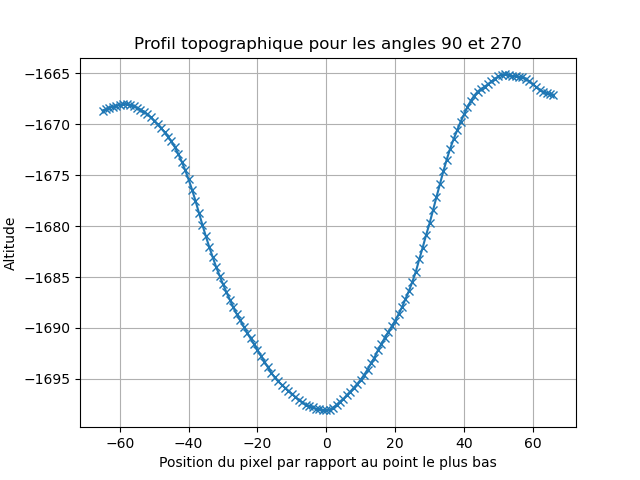 Profil topographique pour les angles 90 et 270
−1665
−1670
−1675
−1680
−1685
−1690
−1695
Altitude
−60 −40 −20 0 20 40 60
Position du pixel par rapport au point le plus bas